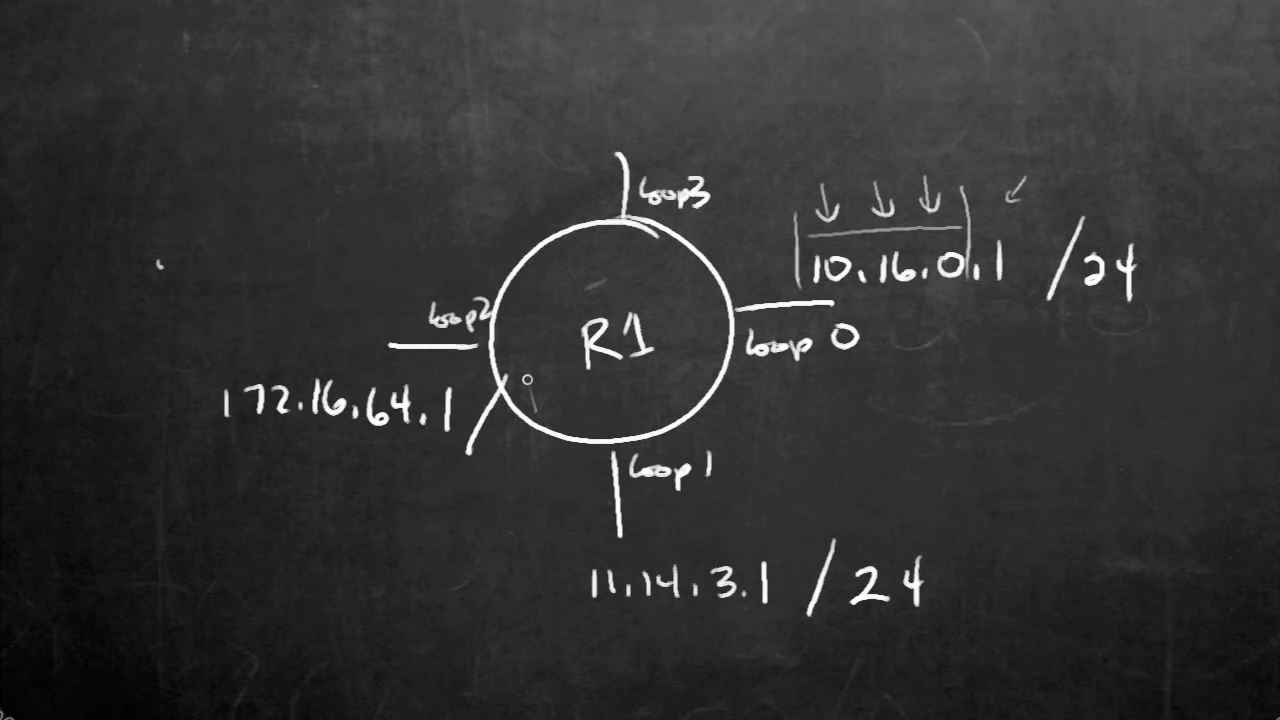 loop3
10.16.0.1 /24
loop2
R1
loop 0
172.16.64.1 /
loop 1
11.14.3.1 /24